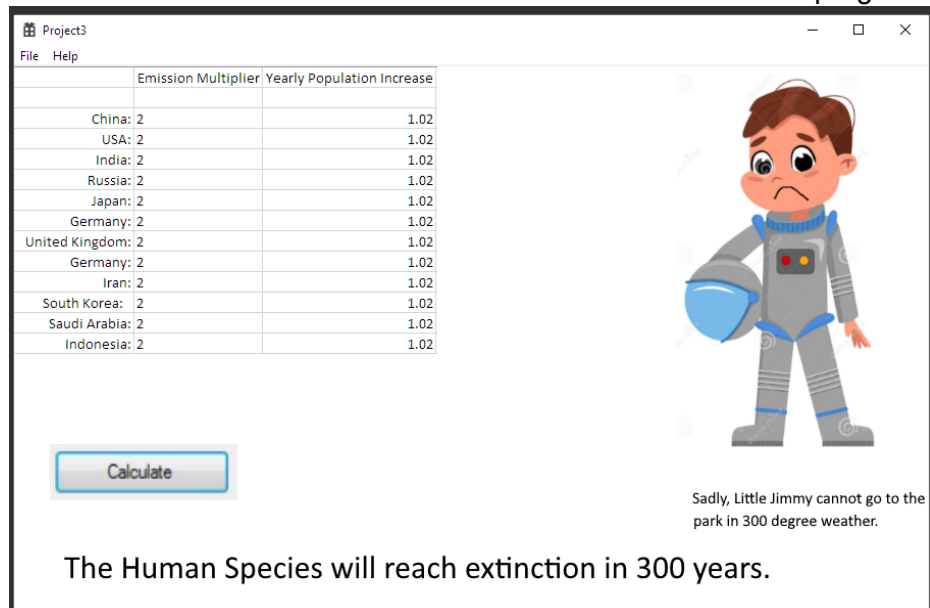 Project3
File Help
Emission Multiplier Yearly Population Increase
China: 2 1.02
USA: 2 1.02
India: 2 1.02
Russia: 2 1.02
Japan: 2 1.02
Germany: 2 1.02
United Kingdom: 2 1.02
Germany: 2 1.02
Iran: 2 1.02
South Korea: 2 1.02
Saudi Arabia: 2 1.02
Indonesia: 2 1.02
Calculate
Sadly, Little Jimmy cannot go to the
park in 300 degree weather.
The Human Species will reach extinction in 300 years.